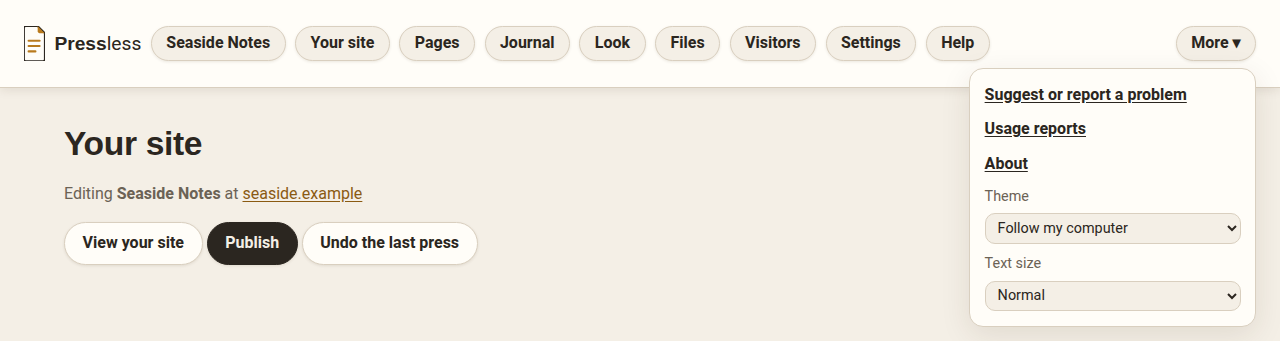 Pressless Seaside Notes Your site Pages Journal Look Files Visitors Settings Help More ▾
Suggest or report a problem
Usage reports
About
Theme
Follow my computer
Text size
Normal
Your site
Editing Seaside Notes at seaside.example
View your site Publish Undo the last press